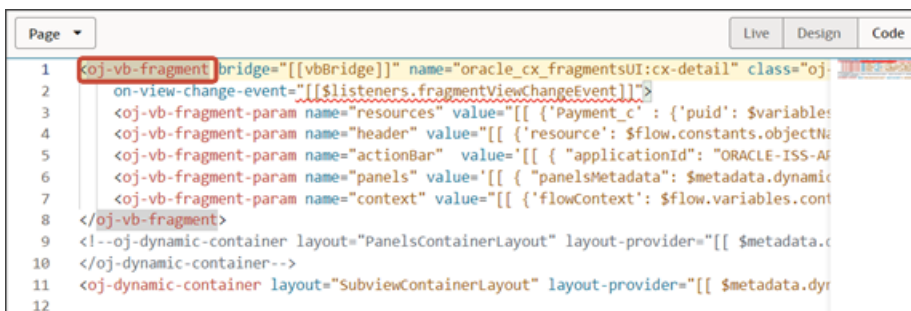 Page
Live Design Code
1 <oj-vb-fragment bridge="[[vbBridge]]" name="oracle_cx_fragmentsUI:cx-detail" class="oj-
2 on-view-change-event="[[$listeners.fragmentViewChangeEvent]]">
3 <oj-vb-fragment-param name="resources" value="[[ {'Payment_c' : {'puid': $variables
4 <oj-vb-fragment-param name="header" value="[[ {'resource': $flow.constants.objectNa
5 <oj-vb-fragment-param name="actionBar" value='[[ { "applicationId": "ORACLE-ISS-AP
6 <oj-vb-fragment-param name="panels" value='[[ { "panelsMetadata": $metadata.dynamic
7 <oj-vb-fragment-param name="context" value="[[ {'flowContext': $flow.variables.cont
8 </oj-vb-fragment>
9 <!--oj-dynamic-container layout="PanelsContainerLayout" layout-provider="[[ $metadata.d
10 </oj-dynamic-container-->
11 <oj-dynamic-container layout="SubviewContainerLayout" layout-provider="[[ $metadata.dyn
12